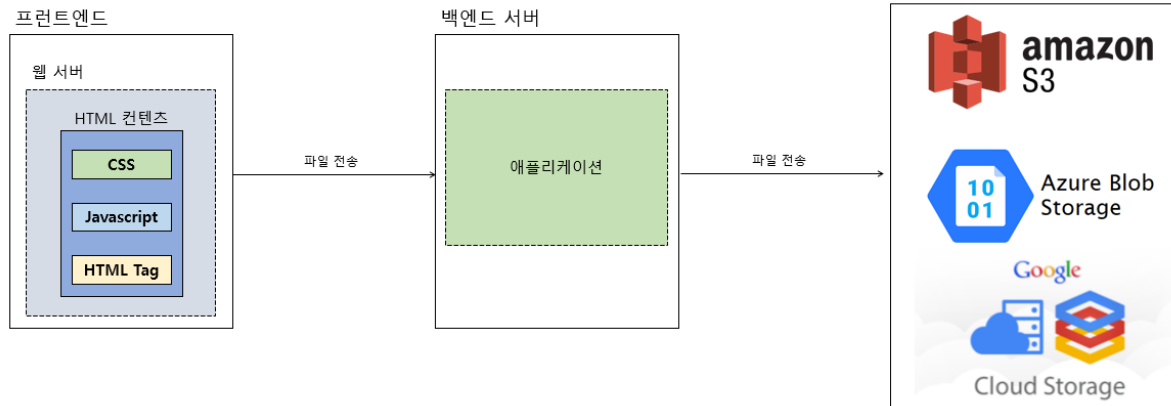 프런트엔드
웹 서버
HTML 컨텐츠
CSS
Javascript
HTML Tag
파일 전송
백엔드 서버
애플리케이션
파일 전송
amazon
S3
10
01
Azure Blob
Storage
Google
Cloud Storage